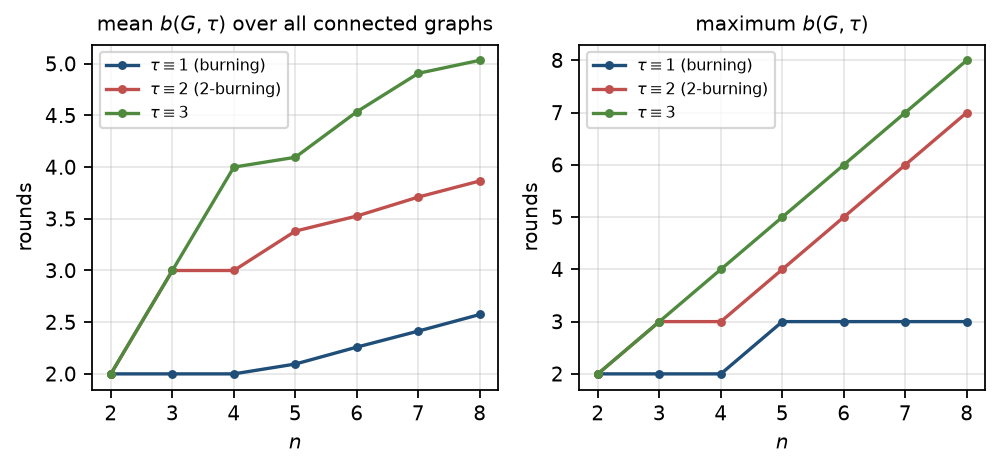 mean b(G, τ) over all connected graphs
rounds
5.0
4.5
4.0
3.5
3.0
2.5
2.0
τ ≡ 1 (burning)
τ ≡ 2 (2-burning)
τ ≡ 3
2 3 4 5 6 7 8
n
maximum b(G, τ)
rounds
8
7
6
5
4
3
2
τ ≡ 1 (burning)
τ ≡ 2 (2-burning)
τ ≡ 3
2 3 4 5 6 7 8
n